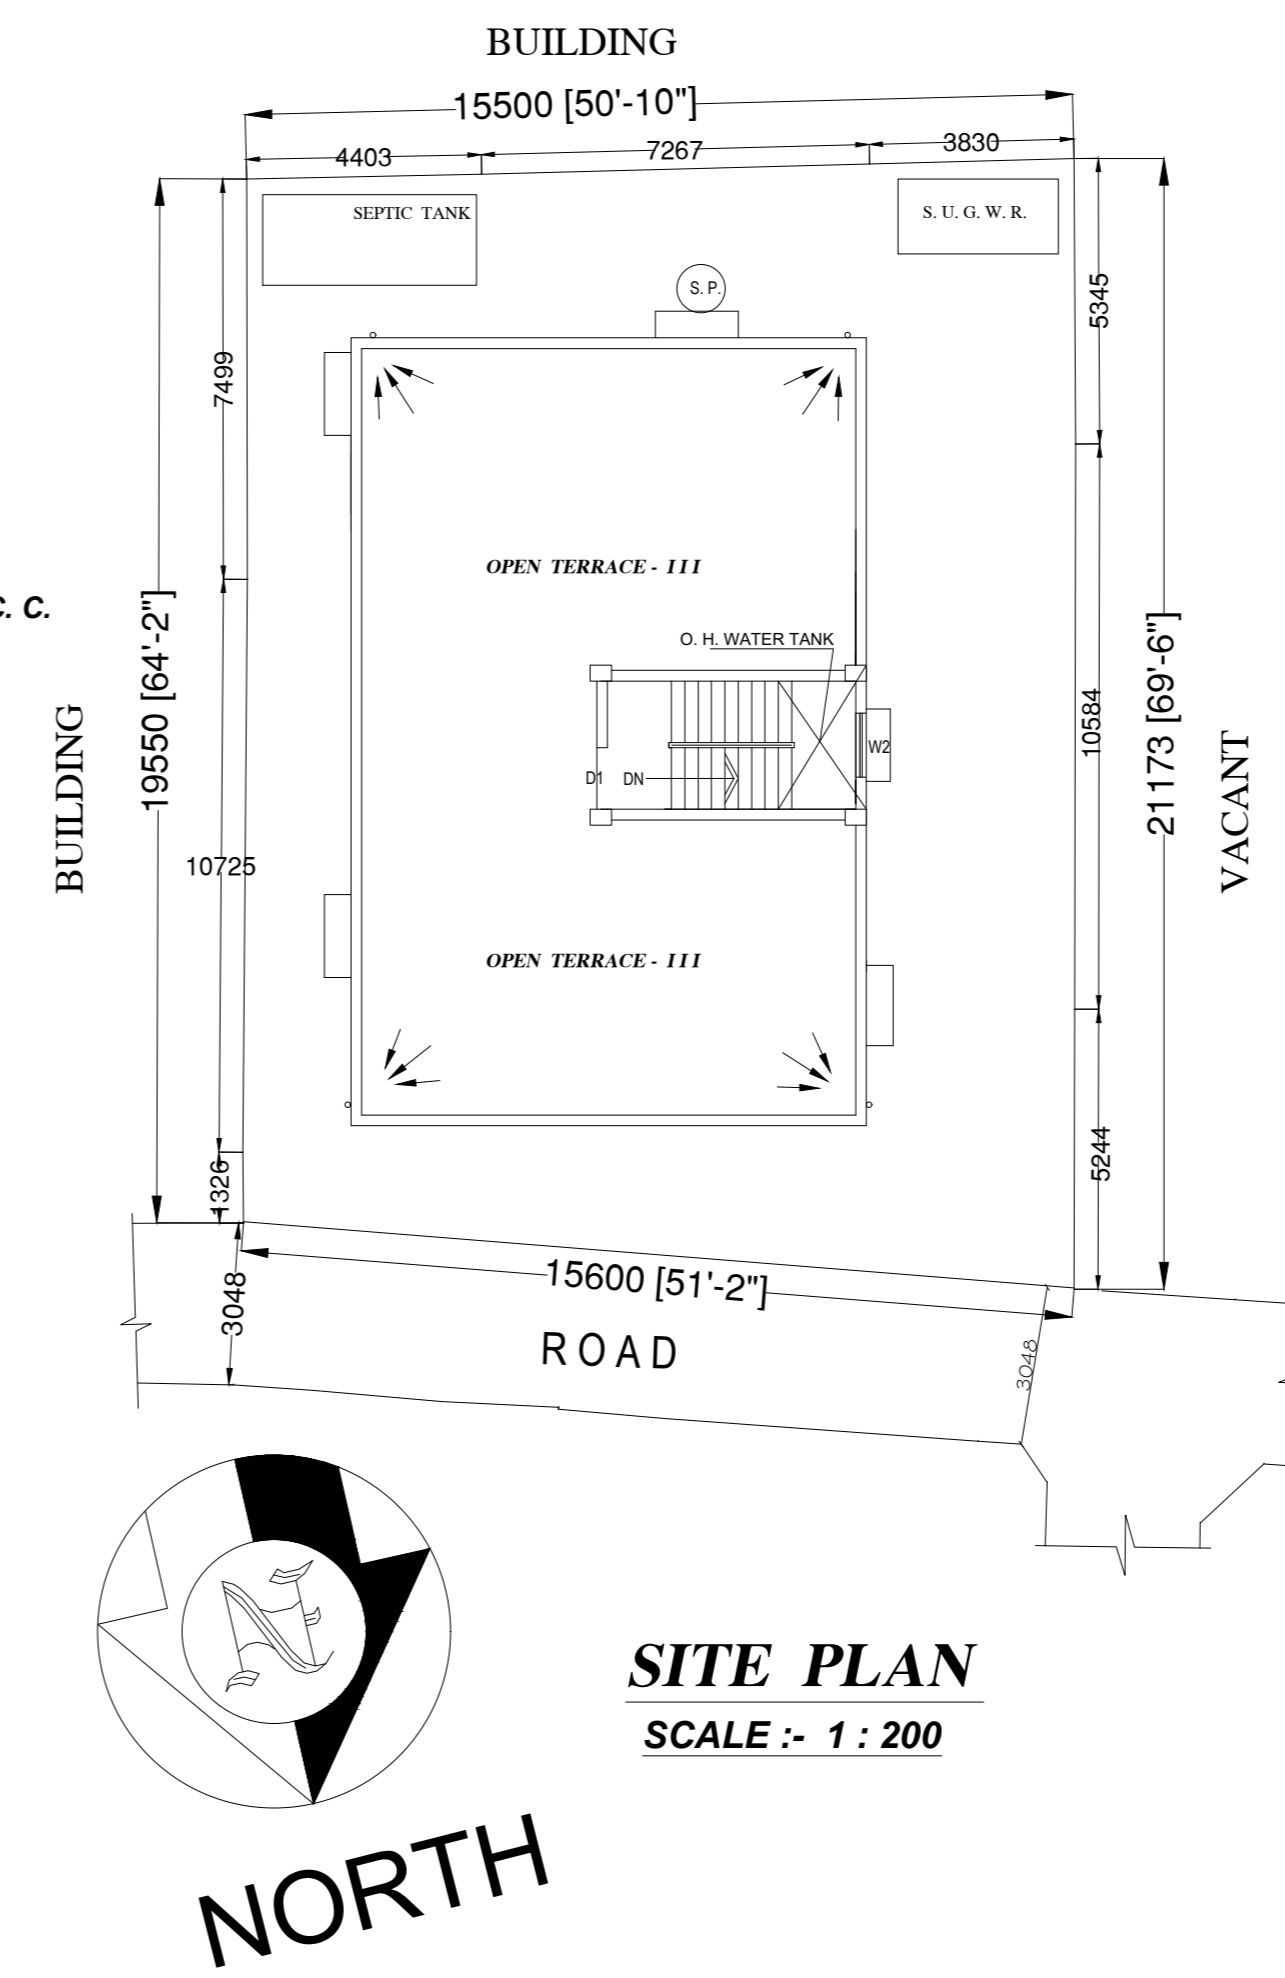 BUILDING
15500 [50'-10"]
4403
7267
3830
SEPTIC TANK
S. U. G. W. R.
S. P.
5345
7499
OPEN TERRACE - III
C. C.
19550 [64'-2"]
O. H. WATER TANK
21173 [69'-6"]
10584
BUILDING
VACANT
W2
D1
DN
10725
OPEN TERRACE - III
5244
1326
15600 [51'-2"]
3048
ROAD
3048
N
SITE PLAN
SCALE :- 1 : 200
NORTH